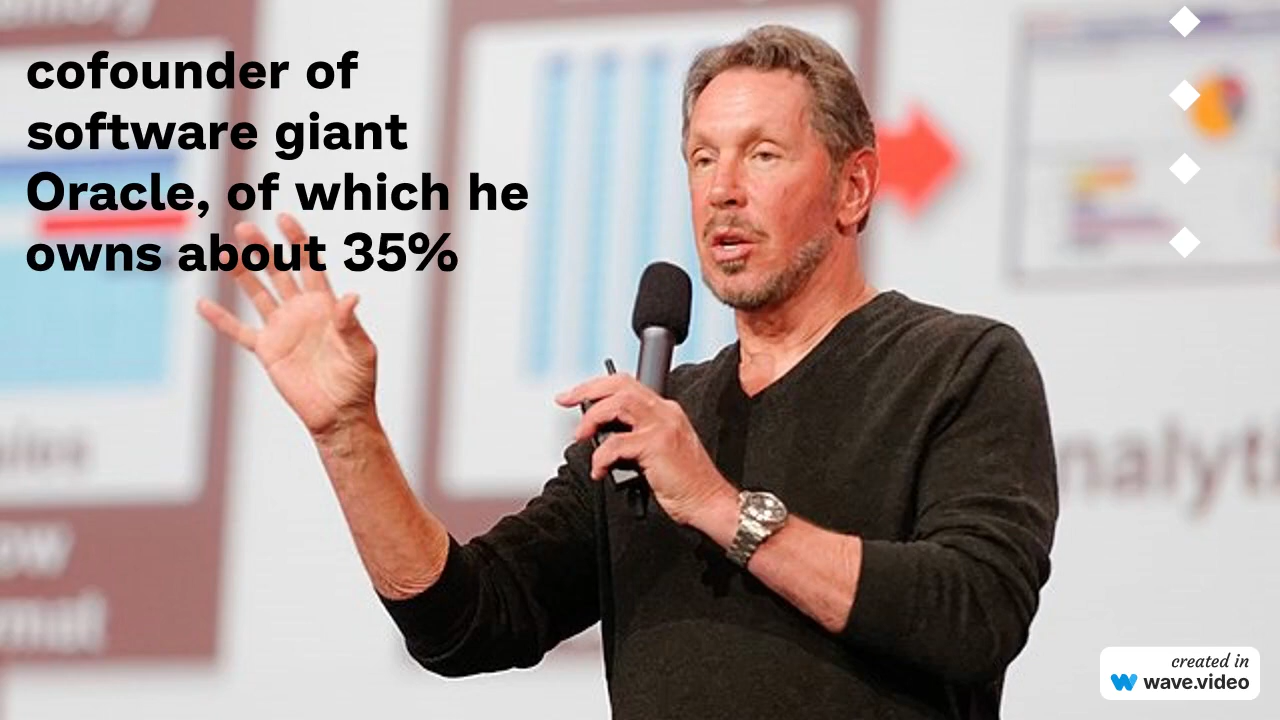 cofounder of
software giant
Oracle, of which he
owns about 35%
created in
wave.video